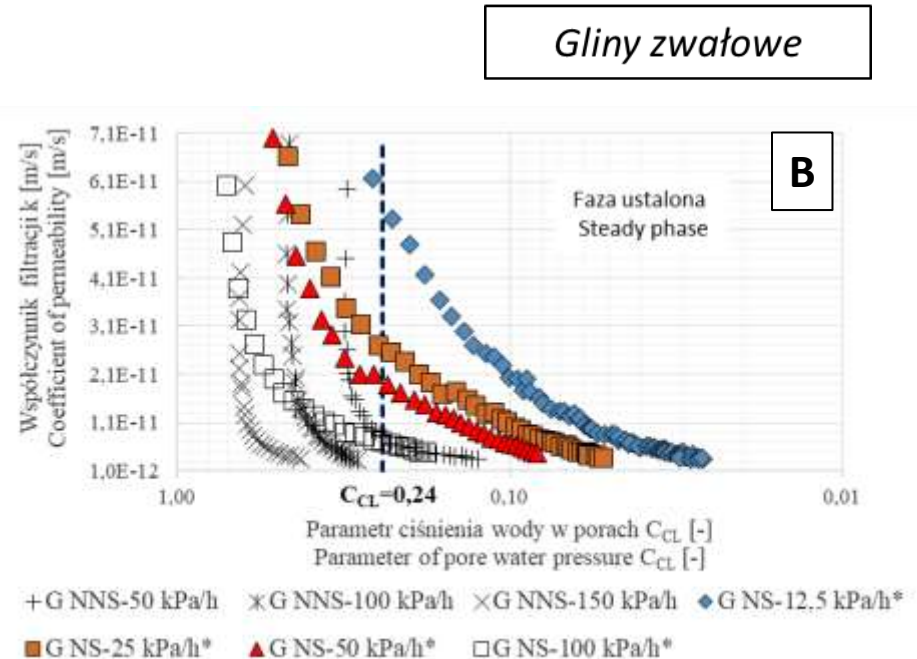 Gliny zwałowe
B
Faza ustalona
Steady phase
Współczynnik filtracji k [m/s]
Coefficient of permeability [m/s]
7,1E-11
6,1E-11
5,1E-11
4,1E-11
3,1E-11
2,1E-11
1,1E-11
1,0E-12
1,00
C_CL=0,24
0,10
0,01
Parametr ciśnienia wody w porach C_CL [-]
Parameter of pore water pressure C_CL [-]
G NNS-50 kPa/h G NNS-100 kPa/h G NNS-150 kPa/h G NS-12.5 kPa/h*
G NS-25 kPa/h* G NS-50 kPa/h* G NS-100 kPa/h*